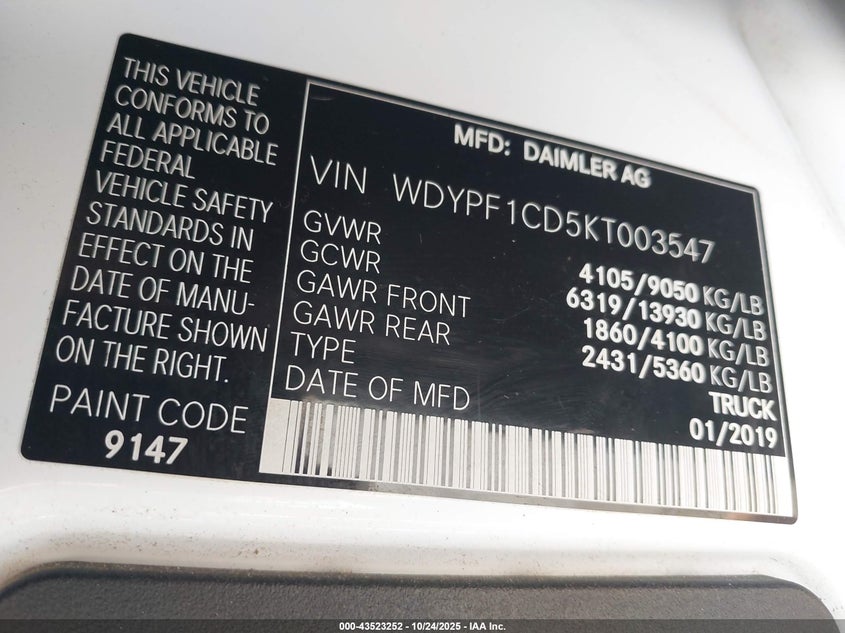 THIS VEHICLE
CONFORMS TO
ALL APPLICABLE
FEDERAL
VEHICLE SAFETY
STANDARDS IN
EFFECT ON THE
DATE OF MANU-
FACTURE SHOWN
ON THE RIGHT.
PAINT CODE
9147
MFD: DAIMLER AG
VIN WDYPF1CD5KT003547
GVWR 4105/9050 KG/LB
GCWR 6319/13930 KG/LB
GAWR FRONT 1860/4100 KG/LB
GAWR REAR 2431/5360 KG/LB
TYPE TRUCK
DATE OF MFD 01/2019
000-43523252 | 10/24/2025 - IAA Inc.